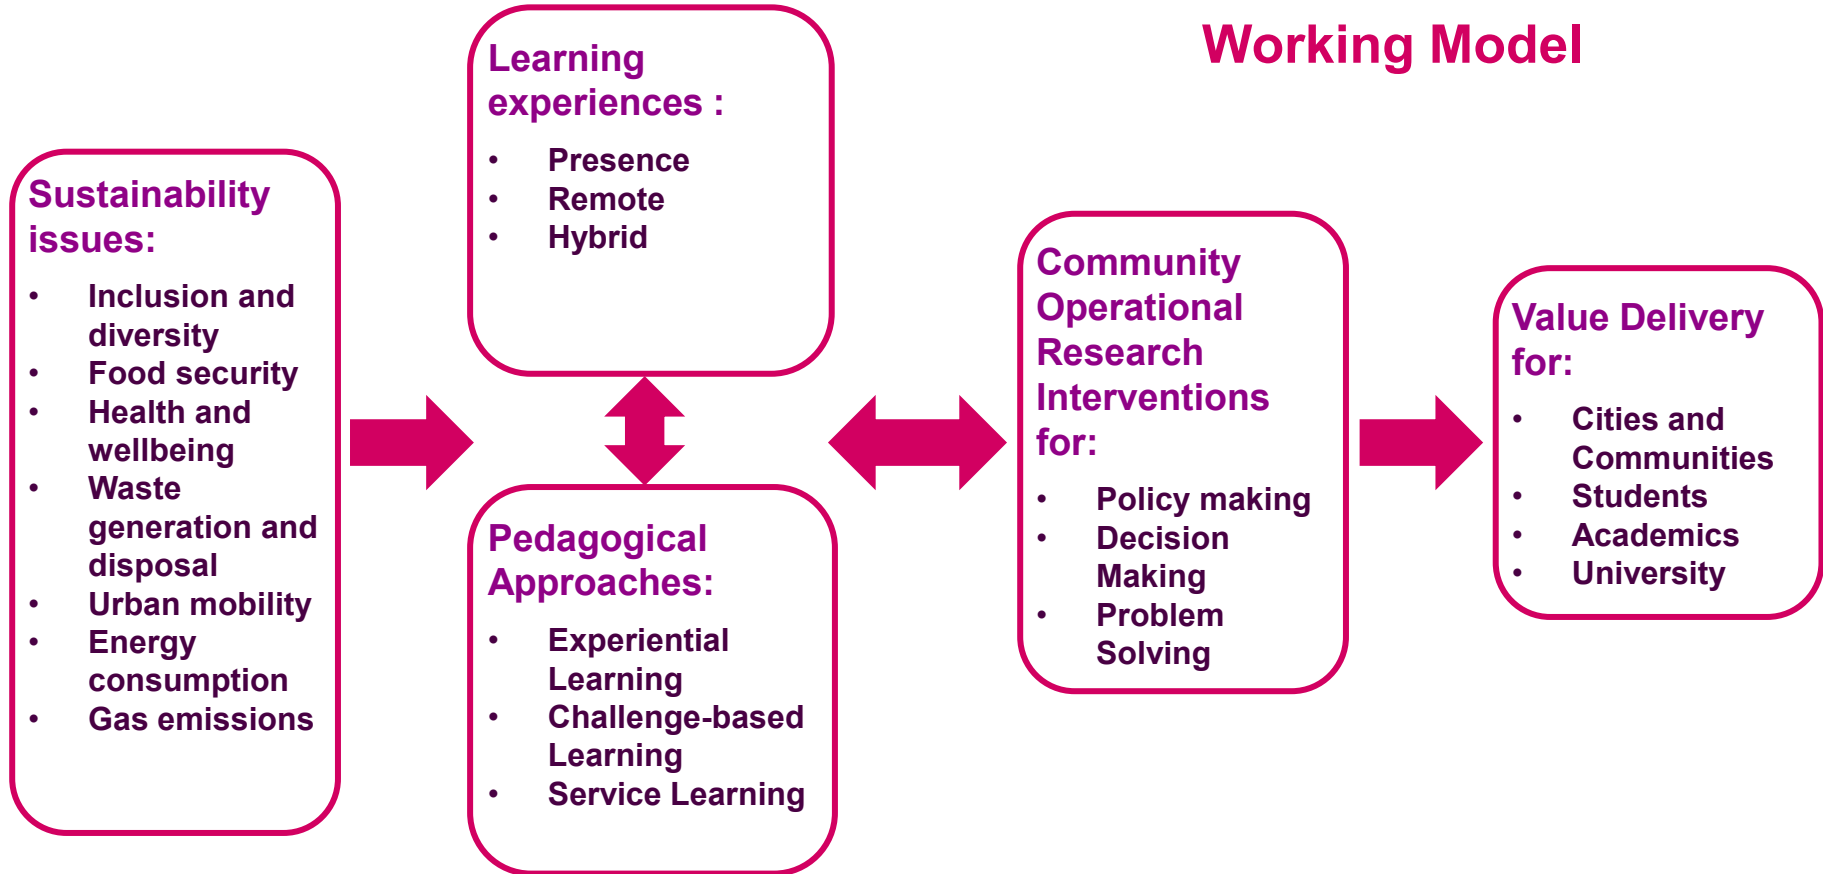 Working Model
Sustainability
issues:
• Inclusion and
diversity
• Food security
• Health and
wellbeing
• Waste
generation and
disposal
• Urban mobility
• Energy
consumption
• Gas emissions
Learning
experiences :
• Presence
• Remote
• Hybrid
Pedagogical
Approaches:
• Experiential
Learning
• Challenge-based
Learning
• Service Learning
Community
Operational
Research
Interventions
for:
• Policy making
• Decision
Making
• Problem
Solving
Value Delivery
for:
• Cities and
Communities
• Students
• Academics
• University